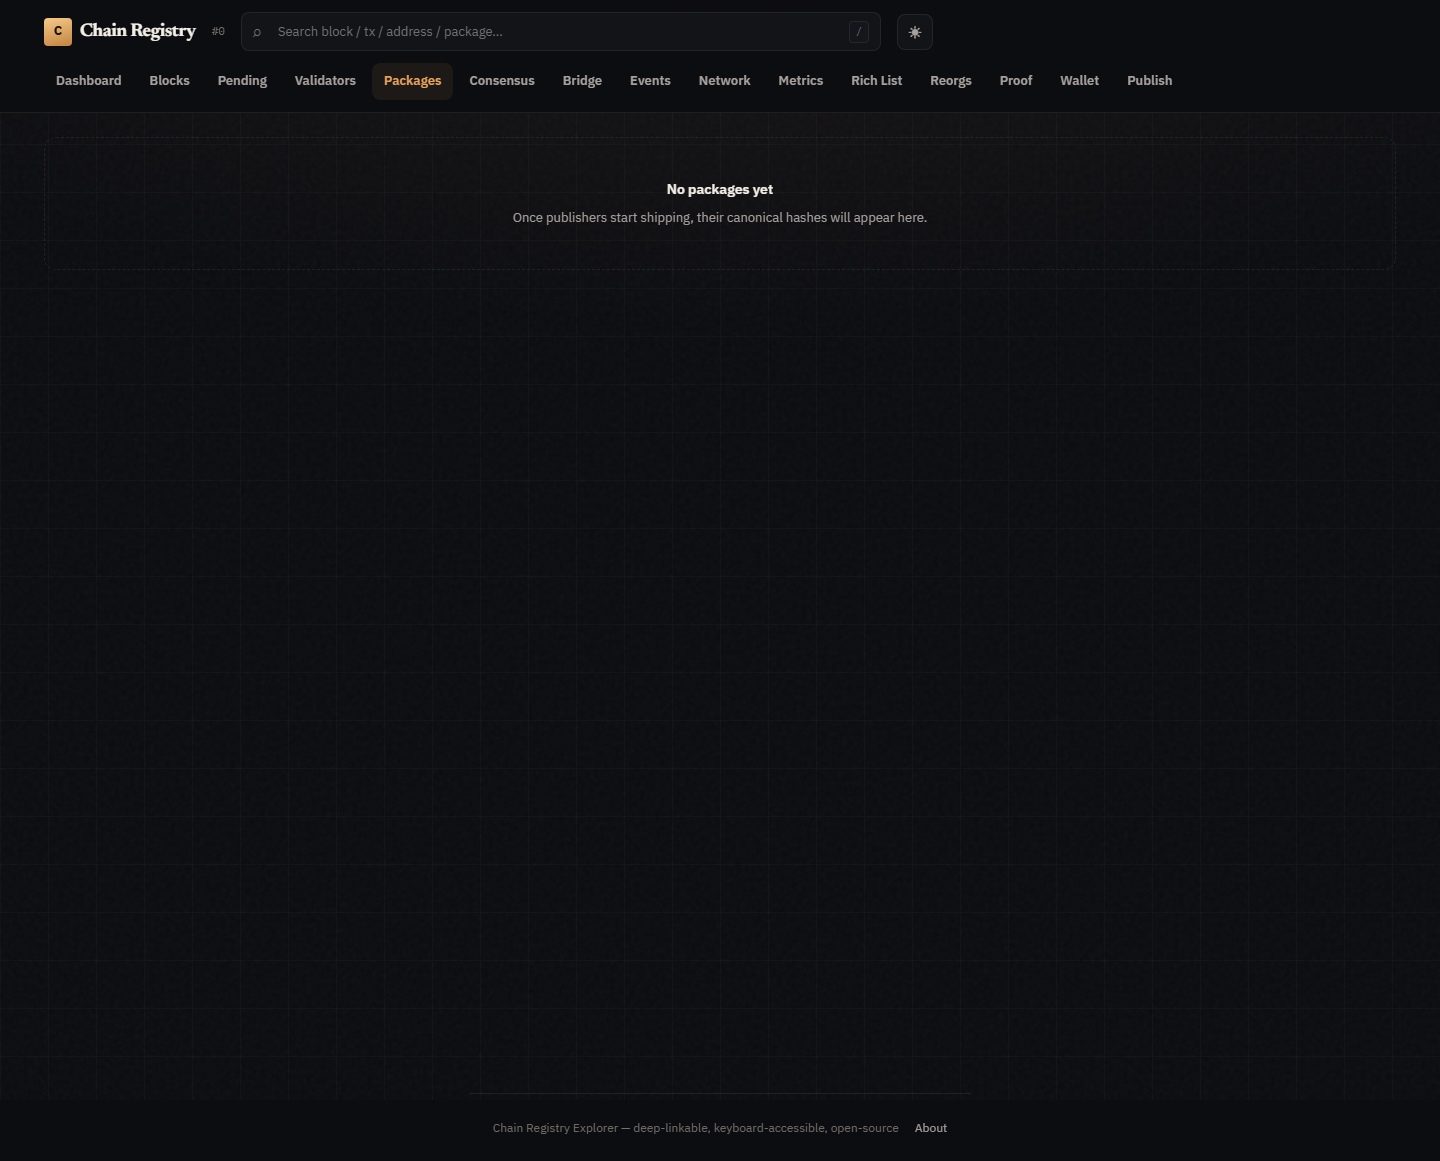 C Chain Registry #0 Search block / tx / address / package... /
Dashboard Blocks Pending Validators Packages Consensus Bridge Events Network Metrics Rich List Reorgs Proof Wallet Publish
No packages yet
Once publishers start shipping, their canonical hashes will appear here.
Chain Registry Explorer — deep-linkable, keyboard-accessible, open-source About